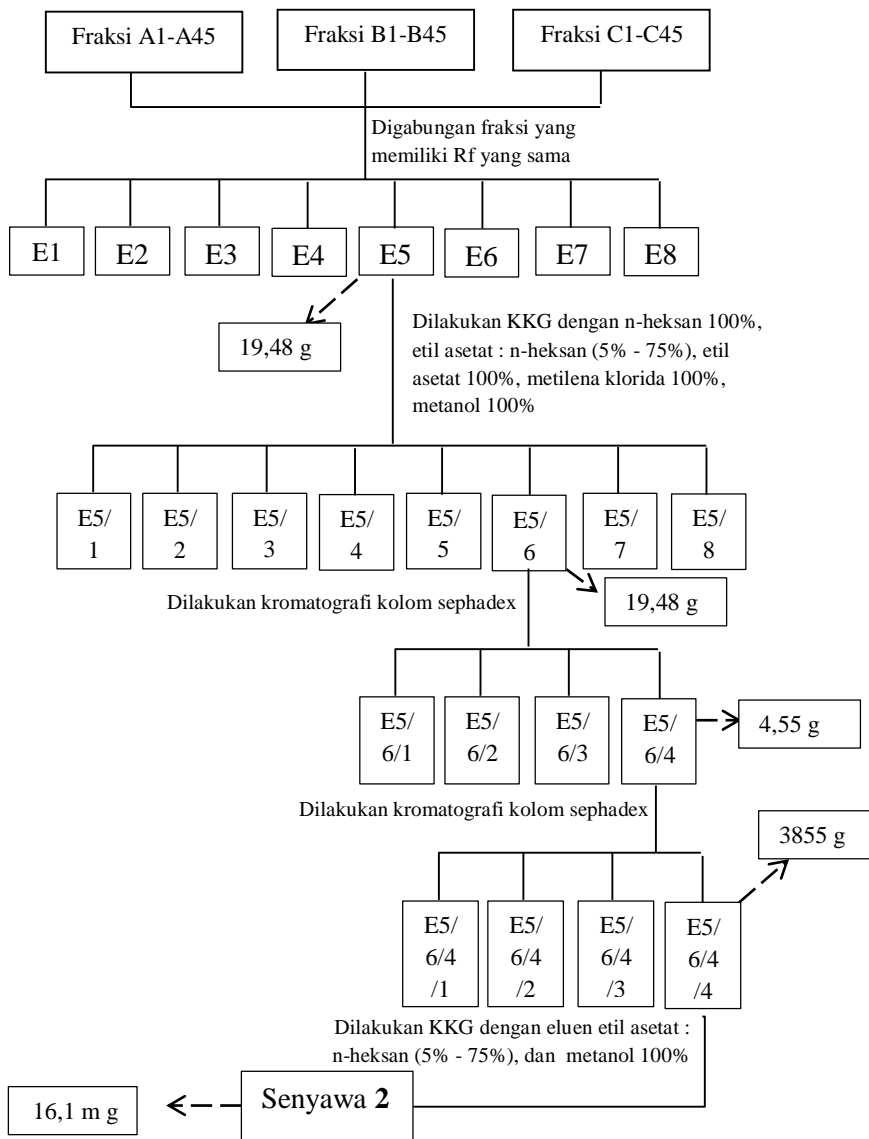 Fraksi A1-A45
Fraksi B1-B45
Fraksi C1-C45
Digabungan fraksi yang
memiliki Rf yang sama
E1
E2
E3
E4
E5
E6
E7
E8
19,48 g
Dilakukan KKG dengan n-heksan 100%,
etil asetat : n-heksan (5% - 75%), etil
asetat 100%, metilena klorida 100%,
metanol 100%
E5/
1
E5/
2
E5/
3
E5/
4
E5/
5
E5/
6
E5/
7
E5/
8
Dilakukan kromatografi kolom sephadex
19,48 g
E5/
6/1
E5/
6/2
E5/
6/3
E5/
6/4
4,55 g
Dilakukan kromatografi kolom sephadex
3855 g
E5/
6/4
/1
E5/
6/4
/2
E5/
6/4
/3
E5/
6/4
/4
Dilakukan KKG dengan eluen etil asetat :
n-heksan (5% - 75%), dan metanol 100%
Senyawa 2
16,1 m g